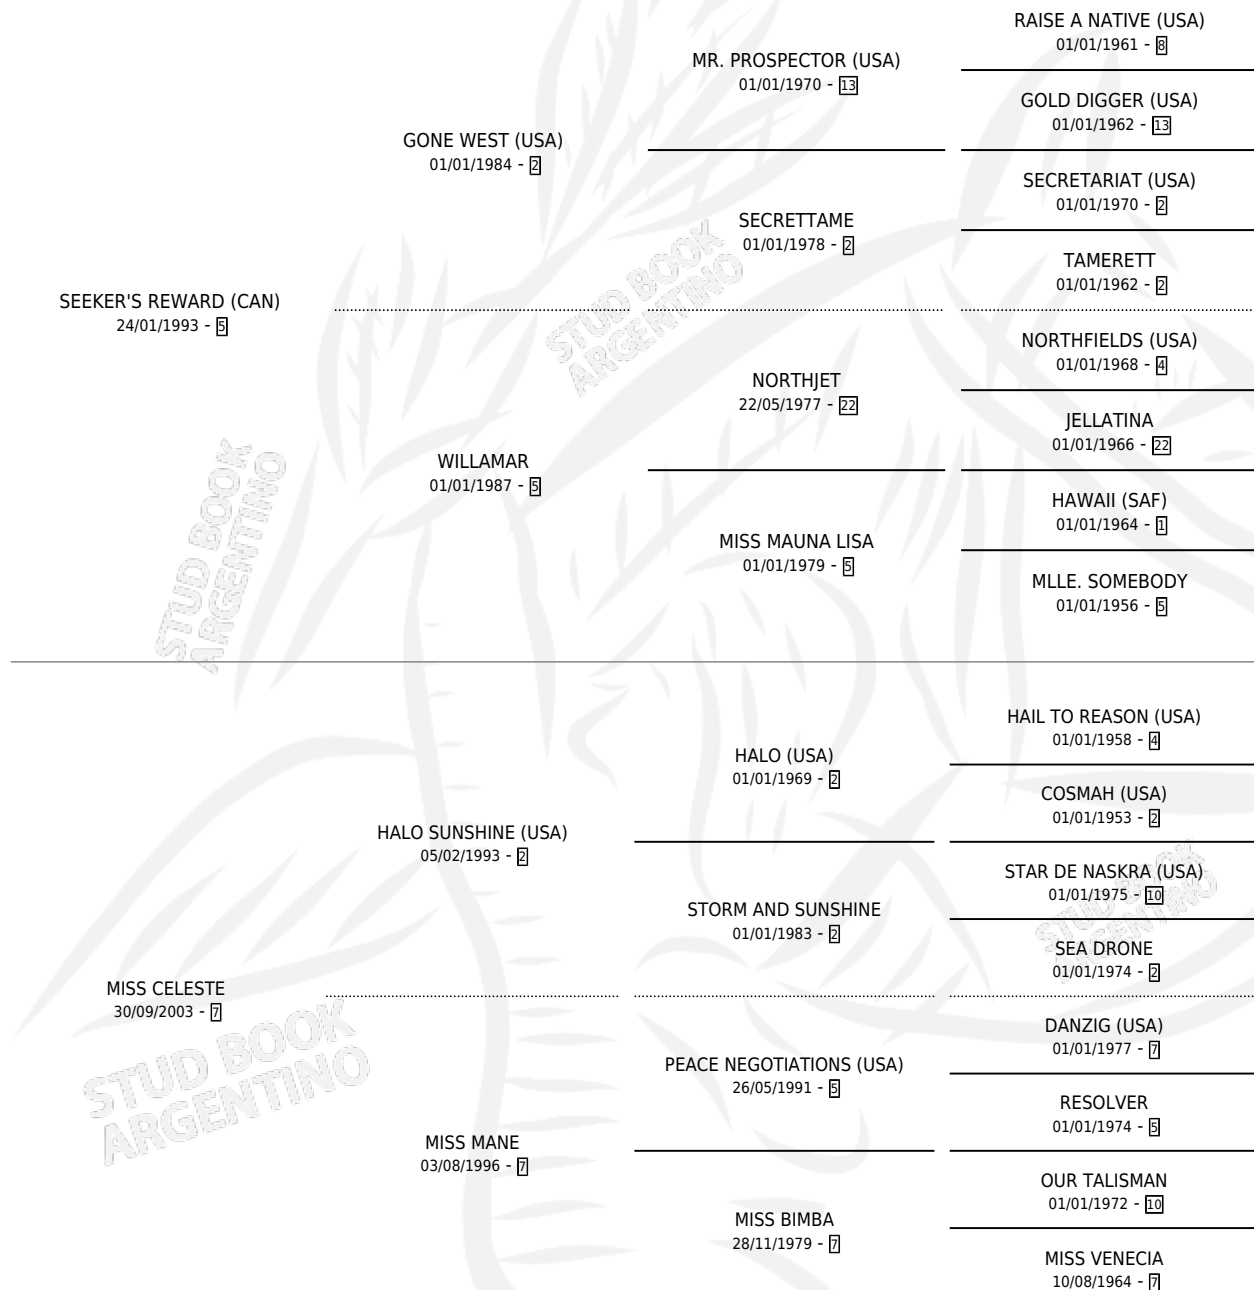 RAISE A NATIVE (USA)
01/01/1961 - 8
MR. PROSPECTOR (USA)
01/01/1970 - 13
GOLD DIGGER (USA)
01/01/1962 - 13
GONE WEST (USA)
01/01/1984 - 2
SECRETARIAT (USA)
01/01/1970 - 2
SECRETTAME
01/01/1978 - 2
TAMERETT
01/01/1962 - 2
SEEKER'S REWARD (CAN)
24/01/1993 - 5
STUD BOOK
ARGENTINO
NORTHFIELDS (USA)
01/01/1968 - 4
NORTHJET
22/05/1977 - 22
JELLATINA
01/01/1966 - 22
WILLAMAR
01/01/1987 - 5
HAWAII (SAF)
01/01/1964 - 1
MISS MAUNA LISA
01/01/1979 - 5
MLLE. SOMEBODY
01/01/1956 - 5
STUD BOOK
ARGENTINO
HAIL TO REASON (USA)
01/01/1958 - 4
HALO (USA)
01/01/1969 - 2
COSMAH (USA)
01/01/1953 - 2
HALO SUNSHINE (USA)
05/02/1993 - 2
STAR DE NASKRA (USA)
01/01/1975 - 10
STORM AND SUNSHINE
01/01/1983 - 2
STUD BOOK
ARGENTINO
SEA DRONE
01/01/1974 - 2
MISS CELESTE
30/09/2003 - 7
STUD BOOK
ARGENTINO
DANZIG (USA)
01/01/1977 - 7
PEACE NEGOTIATIONS (USA)
26/05/1991 - 5
RESOLVER
01/01/1974 - 5
MISS MANE
03/08/1996 - 7
OUR TALISMAN
01/01/1972 - 10
MISS BIMBA
28/11/1979 - 7
MISS VENECIA
10/08/1964 - 7